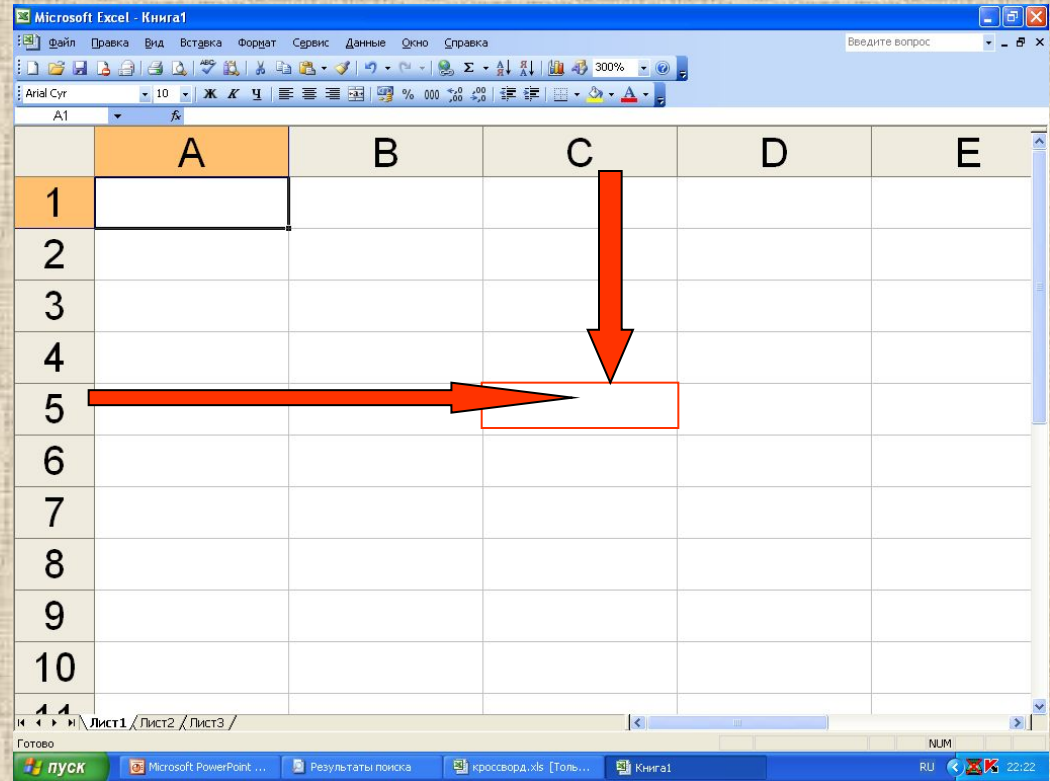 Microsoft Excel - Книга1
Файл Правка Вид Вставка Формат Сервис Данные Окно Справка Введите вопрос
300%
Arial Cyr 10 Ж К Ч % 000
A1 fx
A B C D E
1
2
3
4
5
6
7
8
9
10
11
Лист1 Лист2 Лист3
Готово NUM
пуск Microsoft PowerPoint ... Результаты поиска кроссворд.xls [Толь... Книга1 RU 22:22